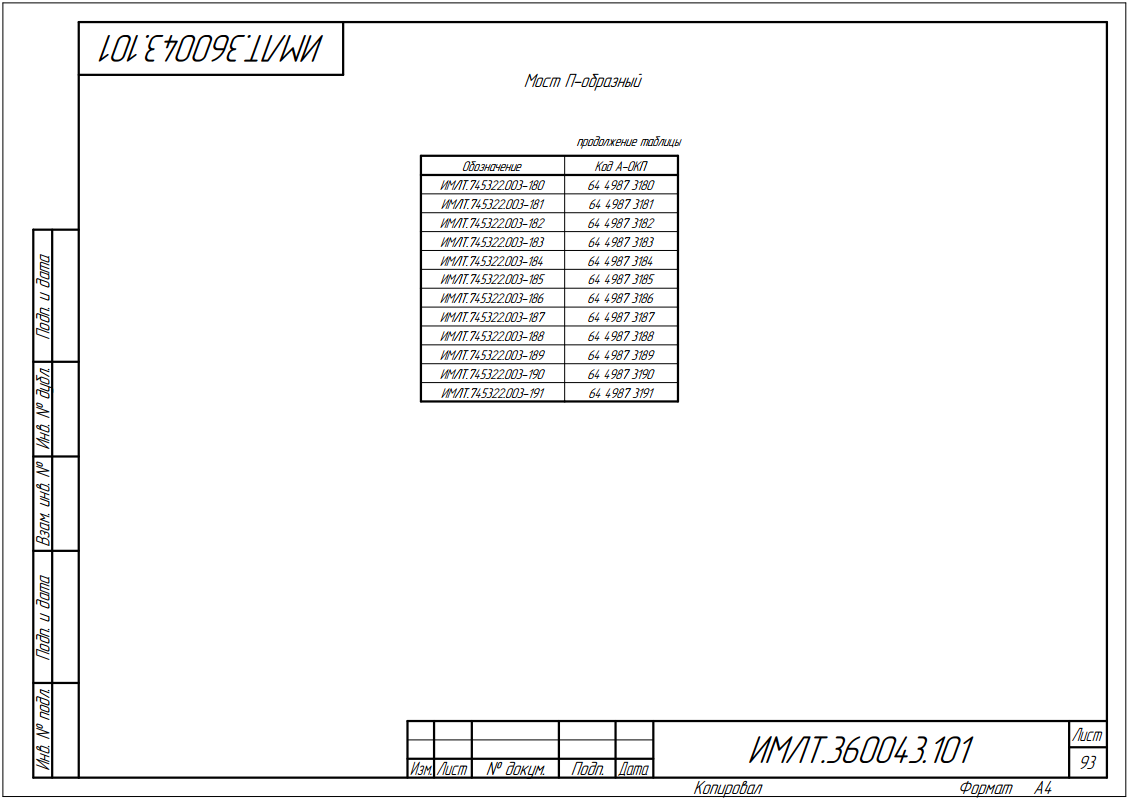 ИМЛТ.360043.101
Мост П-образный
продолжение таблицы
Обозначение Код А-ОКП
ИМЛТ.745322.003-180 64 4987 3180
ИМЛТ.745322.003-181 64 4987 3181
ИМЛТ.745322.003-182 64 4987 3182
ИМЛТ.745322.003-183 64 4987 3183
ИМЛТ.745322.003-184 64 4987 3184
ИМЛТ.745322.003-185 64 4987 3185
ИМЛТ.745322.003-186 64 4987 3186
ИМЛТ.745322.003-187 64 4987 3187
ИМЛТ.745322.003-188 64 4987 3188
ИМЛТ.745322.003-189 64 4987 3189
ИМЛТ.745322.003-190 64 4987 3190
ИМЛТ.745322.003-191 64 4987 3191
Подп. и дата
Инв. № дубл.
Взам. инв. №
Подп. и дата
Инв. № подл.
Изм. Лист № докум. Подп. Дата
ИМЛТ.360043.101
Лист
93
Копировал Формат А4